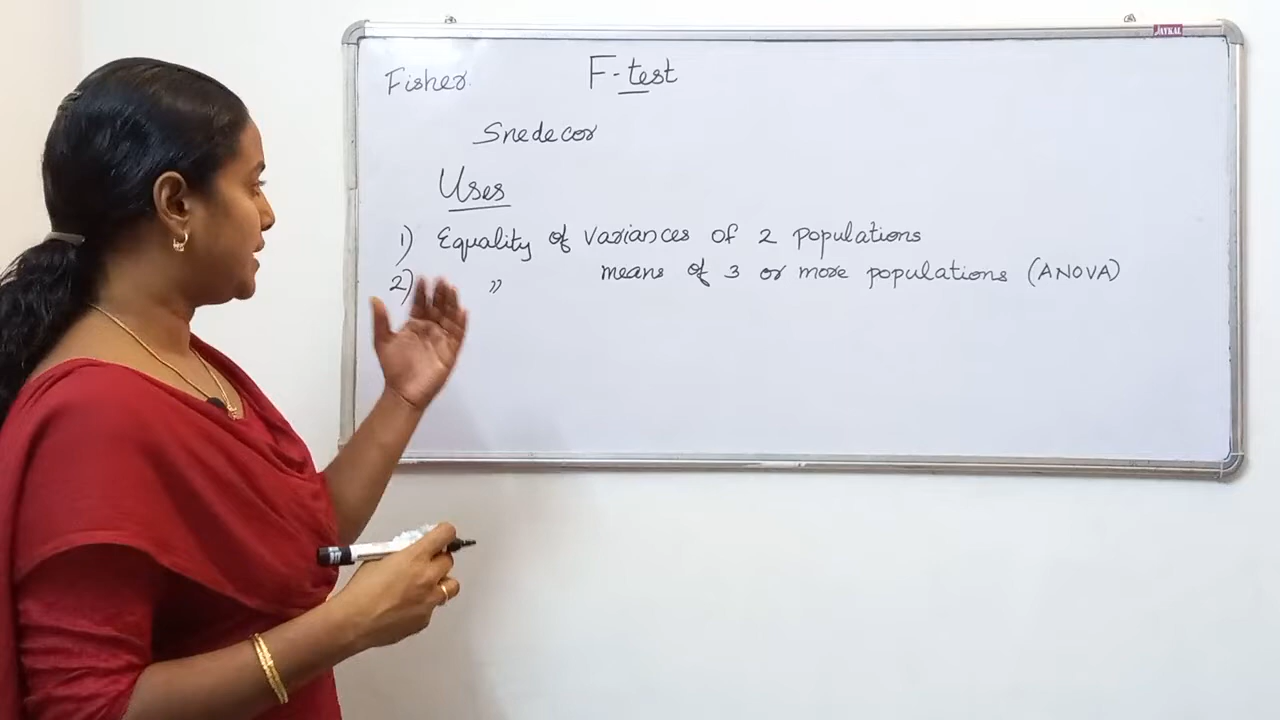 JAYKAL
Fisher.
F-test
Snedecor
Uses
1) Equality of variances of 2 populations
2) " means of 3 or more populations (ANOVA)